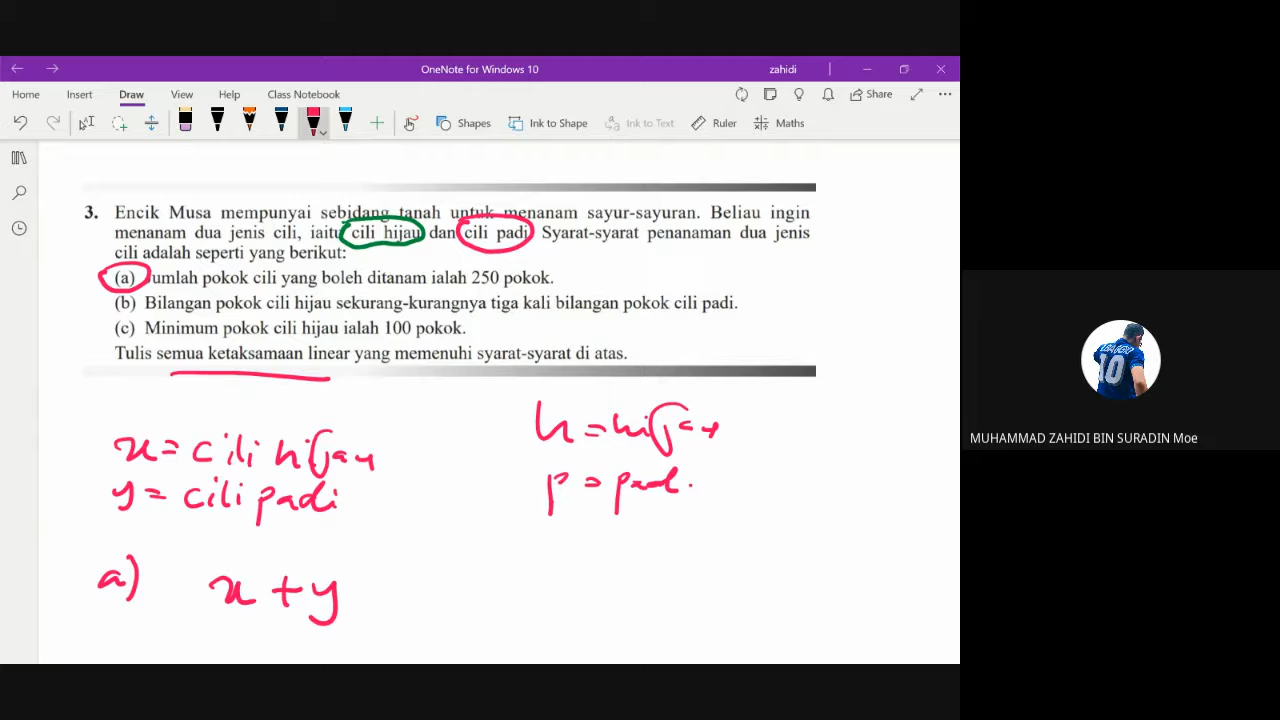 OneNote for Windows 10
zahidi
Home Insert Draw View Help Class Notebook
Share
Shapes Ink to Shape Ink to Text Ruler Maths
3. Encik Musa mempunyai sebidang tanah untuk menanam sayur-sayuran. Beliau ingin
menanam dua jenis cili, iaitu cili hijau dan cili padi. Syarat-syarat penanaman dua jenis
cili adalah seperti yang berikut:
(a) Jumlah pokok cili yang boleh ditanam ialah 250 pokok.
(b) Bilangan pokok cili hijau sekurang-kurangnya tiga kali bilangan pokok cili padi.
(c) Minimum pokok cili hijau ialah 100 pokok.
Tulis semua ketaksamaan linear yang memenuhi syarat-syarat di atas.
x = cili hijau
y = cili padi
h = hijau
p = padi
a) x + y
10
MUHAMMAD ZAHIDI BIN SURADIN Moe